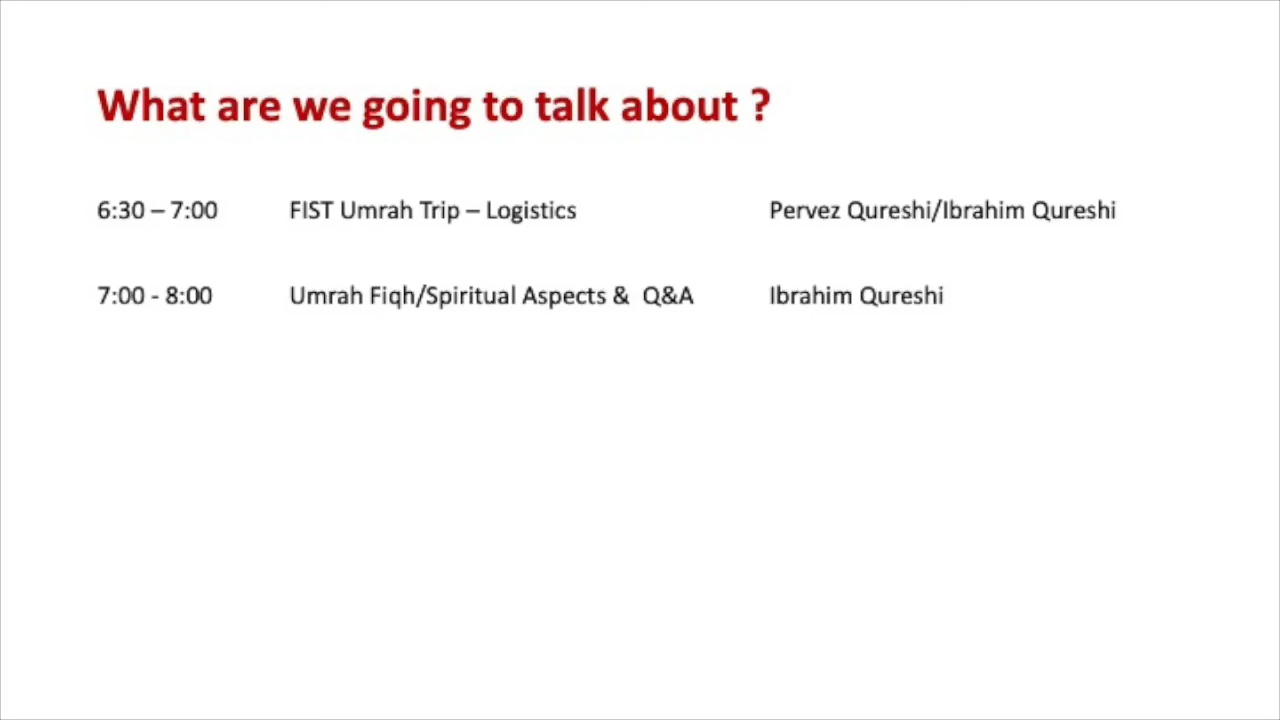 What are we going to talk about ?
6:30 – 7:00 FIST Umrah Trip – Logistics Pervez Qureshi/Ibrahim Qureshi
7:00 - 8:00 Umrah Fiqh/Spiritual Aspects & Q&A Ibrahim Qureshi